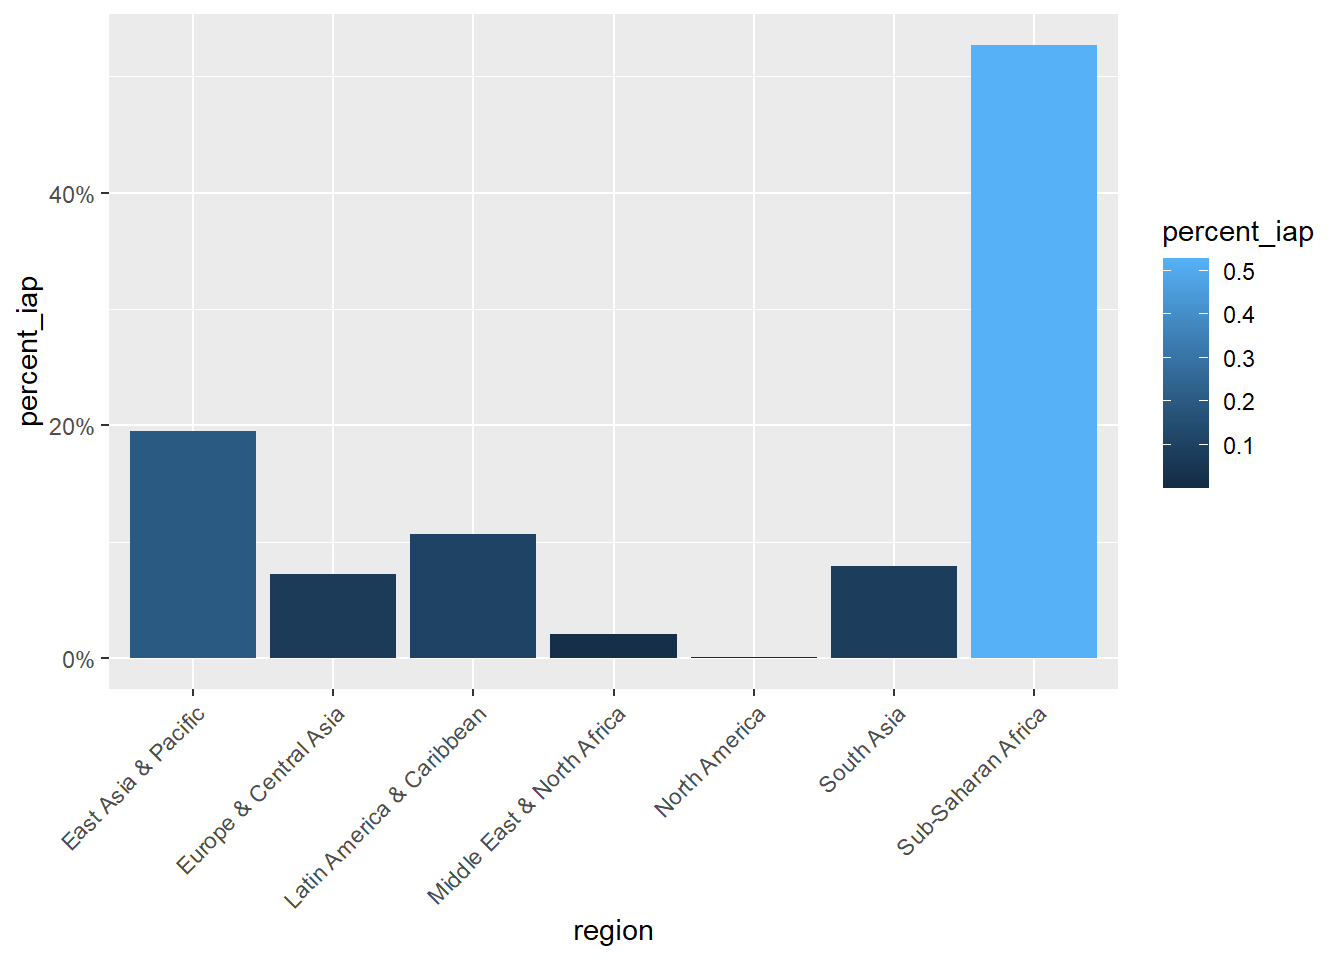 40%
20%
0%
percent_iap
East Asia & Pacific
Europe & Central Asia
Latin America & Caribbean
Middle East & North Africa
North America
South Asia
Sub-Saharan Africa
region
percent_iap
0.5
0.4
0.3
0.2
0.1